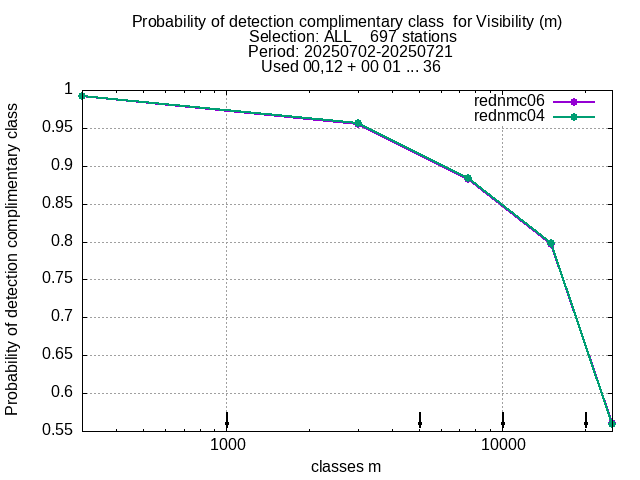 Probability of detection complimentary class  for Visibility (m)
Selection: ALL    697 stations
Period: 20250702-20250721
Used 00,12 + 00 01 ... 36
rednmc06
rednmc04
Probability of detection complimentary class
1
0.95
0.9
0.85
0.8
0.75
0.7
0.65
0.6
0.55
1000
10000
classes m